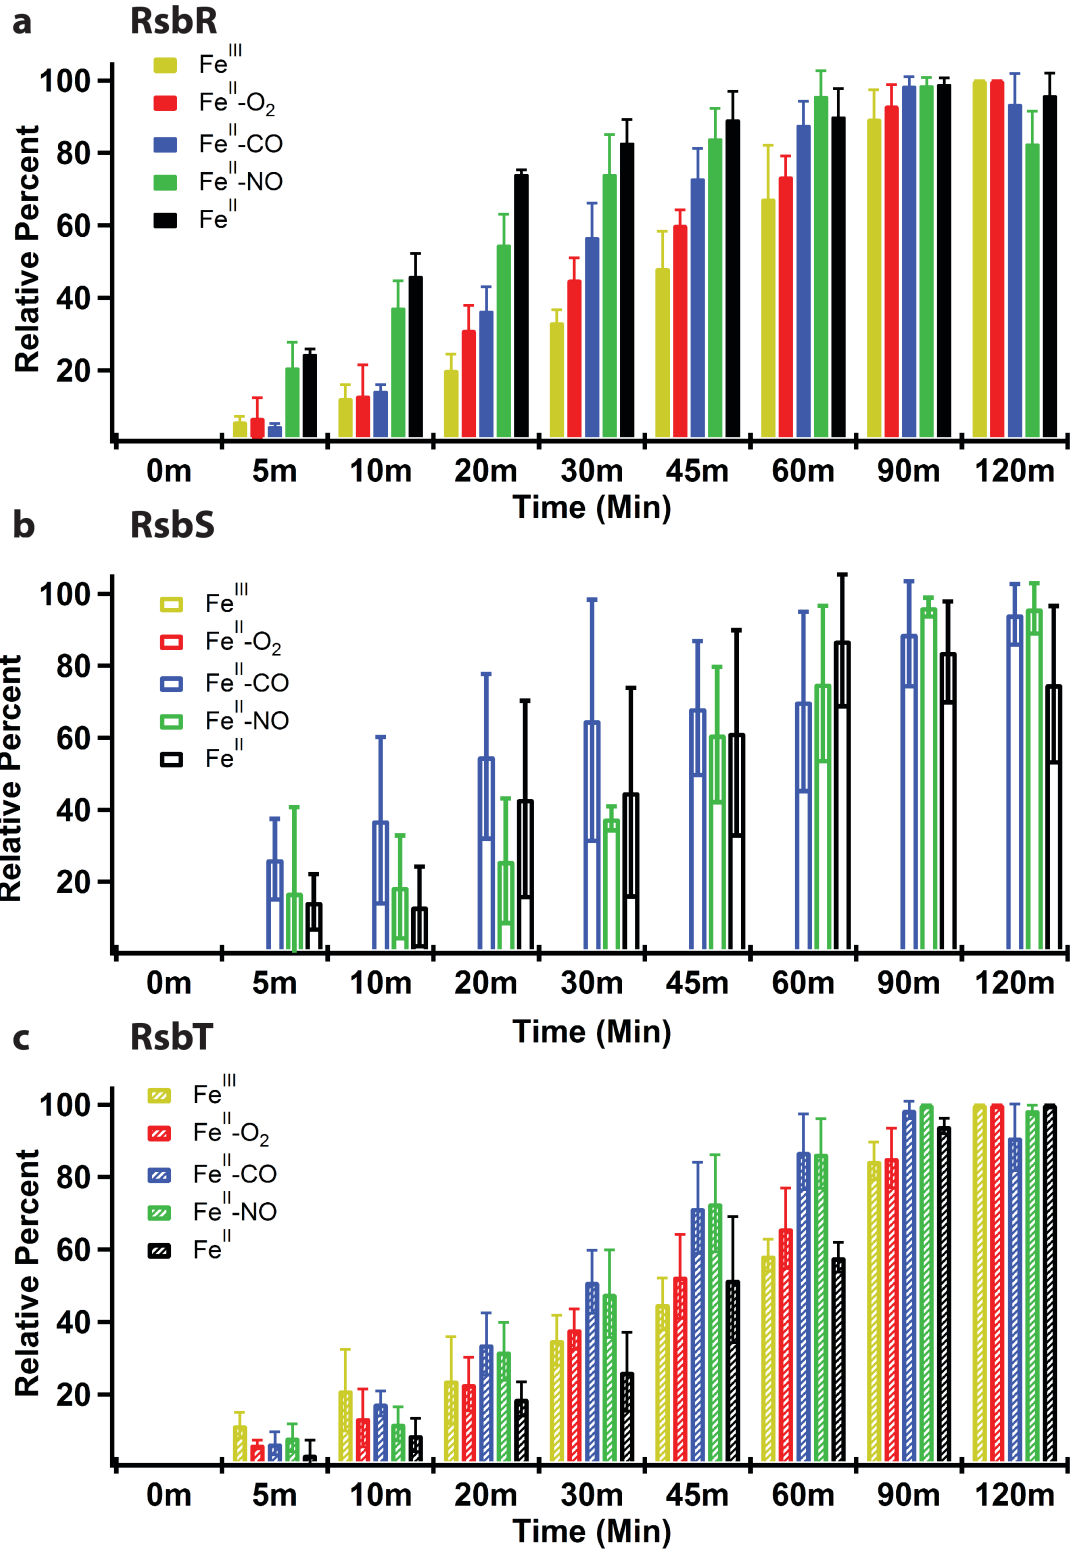 a RsbR
Fe^III
Fe^II-O₂
Fe^II-CO
Fe^II-NO
Fe^II
Relative Percent
100
80
60
40
20
0m 5m 10m 20m 30m 45m 60m 90m 120m
Time (Min)
b RsbS
Fe^III
Fe^II-O₂
Fe^II-CO
Fe^II-NO
Fe^II
Relative Percent
100
80
60
40
20
0m 5m 10m 20m 30m 45m 60m 90m 120m
Time (Min)
c RsbT
Fe^III
Fe^II-O₂
Fe^II-CO
Fe^II-NO
Fe^II
Relative Percent
100
80
60
40
20
0m 5m 10m 20m 30m 45m 60m 90m 120m
Time (Min)